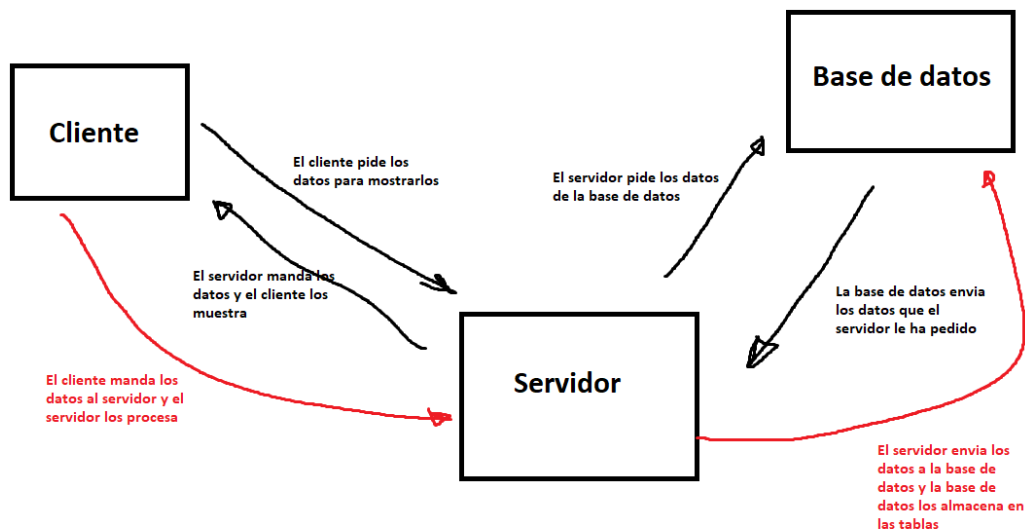 Cliente
Base de datos
El cliente pide los
datos para mostrarlos
El servidor pide los datos
de la base de datos
El servidor manda los
datos y el cliente los
muestra
La base de datos envia
los datos que el
servidor le ha pedido
Servidor
El cliente manda los
datos al servidor y el
servidor los procesa
El servidor envia los
datos a la base de
datos y la base de
datos los almacena en
las tablas